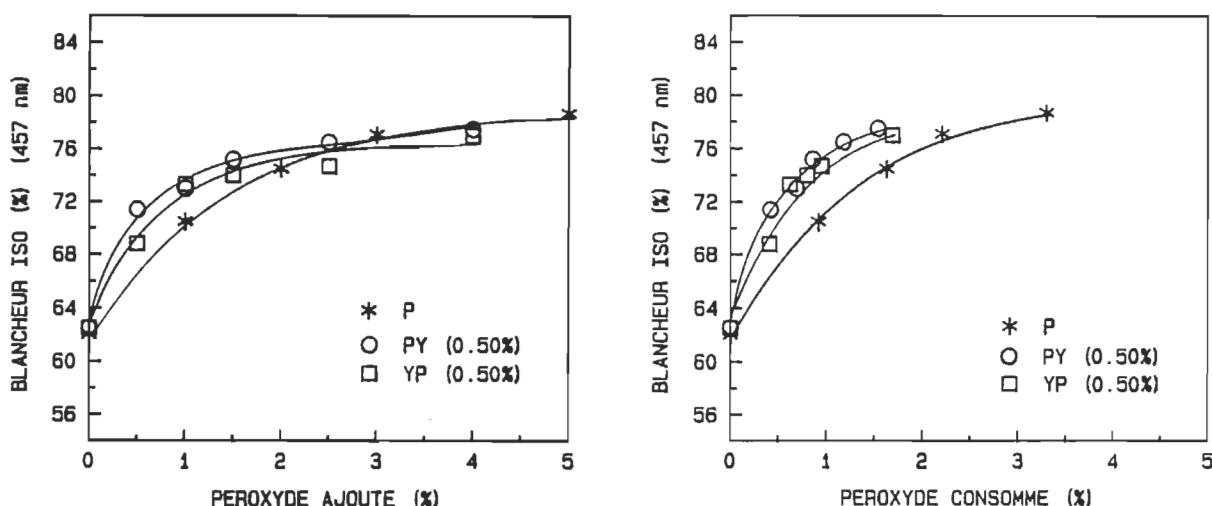 BLANCHEUR ISO (%) (457 nm)
84
80
76
72
68
64
60
56
P
PY (0.50%)
YP (0.50%)
0 1 2 3 4 5
PEROXYDE AJOUTE (%)
BLANCHEUR ISO (%) (457 nm)
84
80
76
72
68
64
60
56
P
PY (0.50%)
YP (0.50%)
0 1 2 3 4 5
PEROXYDE CONSOMME (%)